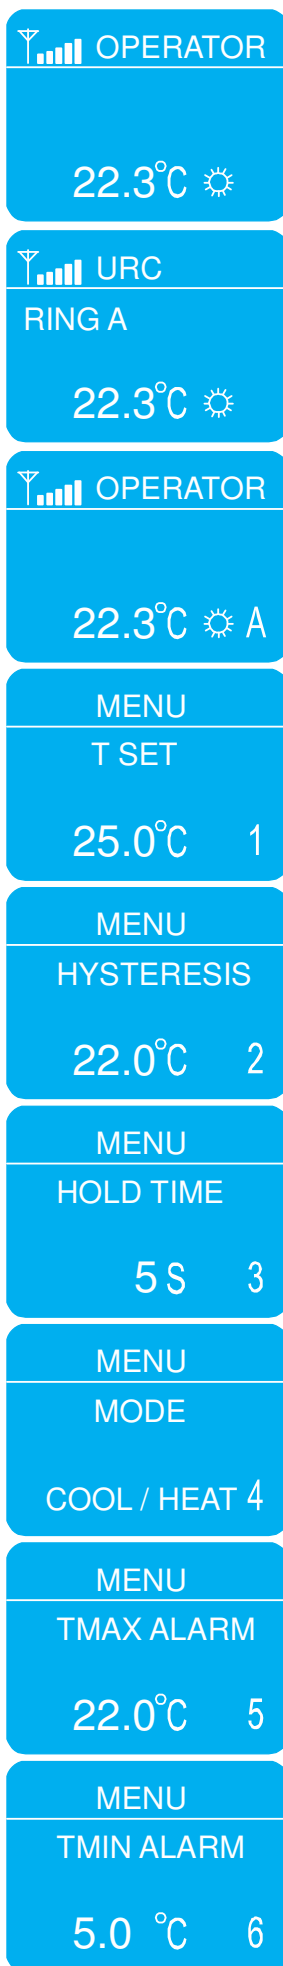 OPERATOR
22.3°C
URC
RING A
22.3°C
OPERATOR
22.3°C A
MENU
T SET
25.0°C 1
MENU
HYSTERESIS
22.0°C 2
MENU
HOLD TIME
5 S 3
MENU
MODE
COOL / HEAT 4
MENU
TMAX ALARM
22.0°C 5
MENU
TMIN ALARM
5.0 °C 6